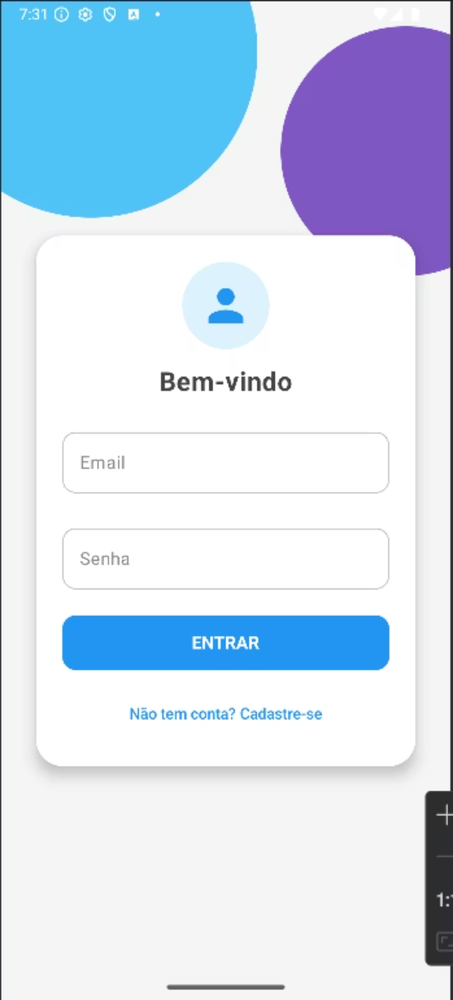 7:31
Bem-vindo
Email
Senha
ENTRAR
Não tem conta? Cadastre-se